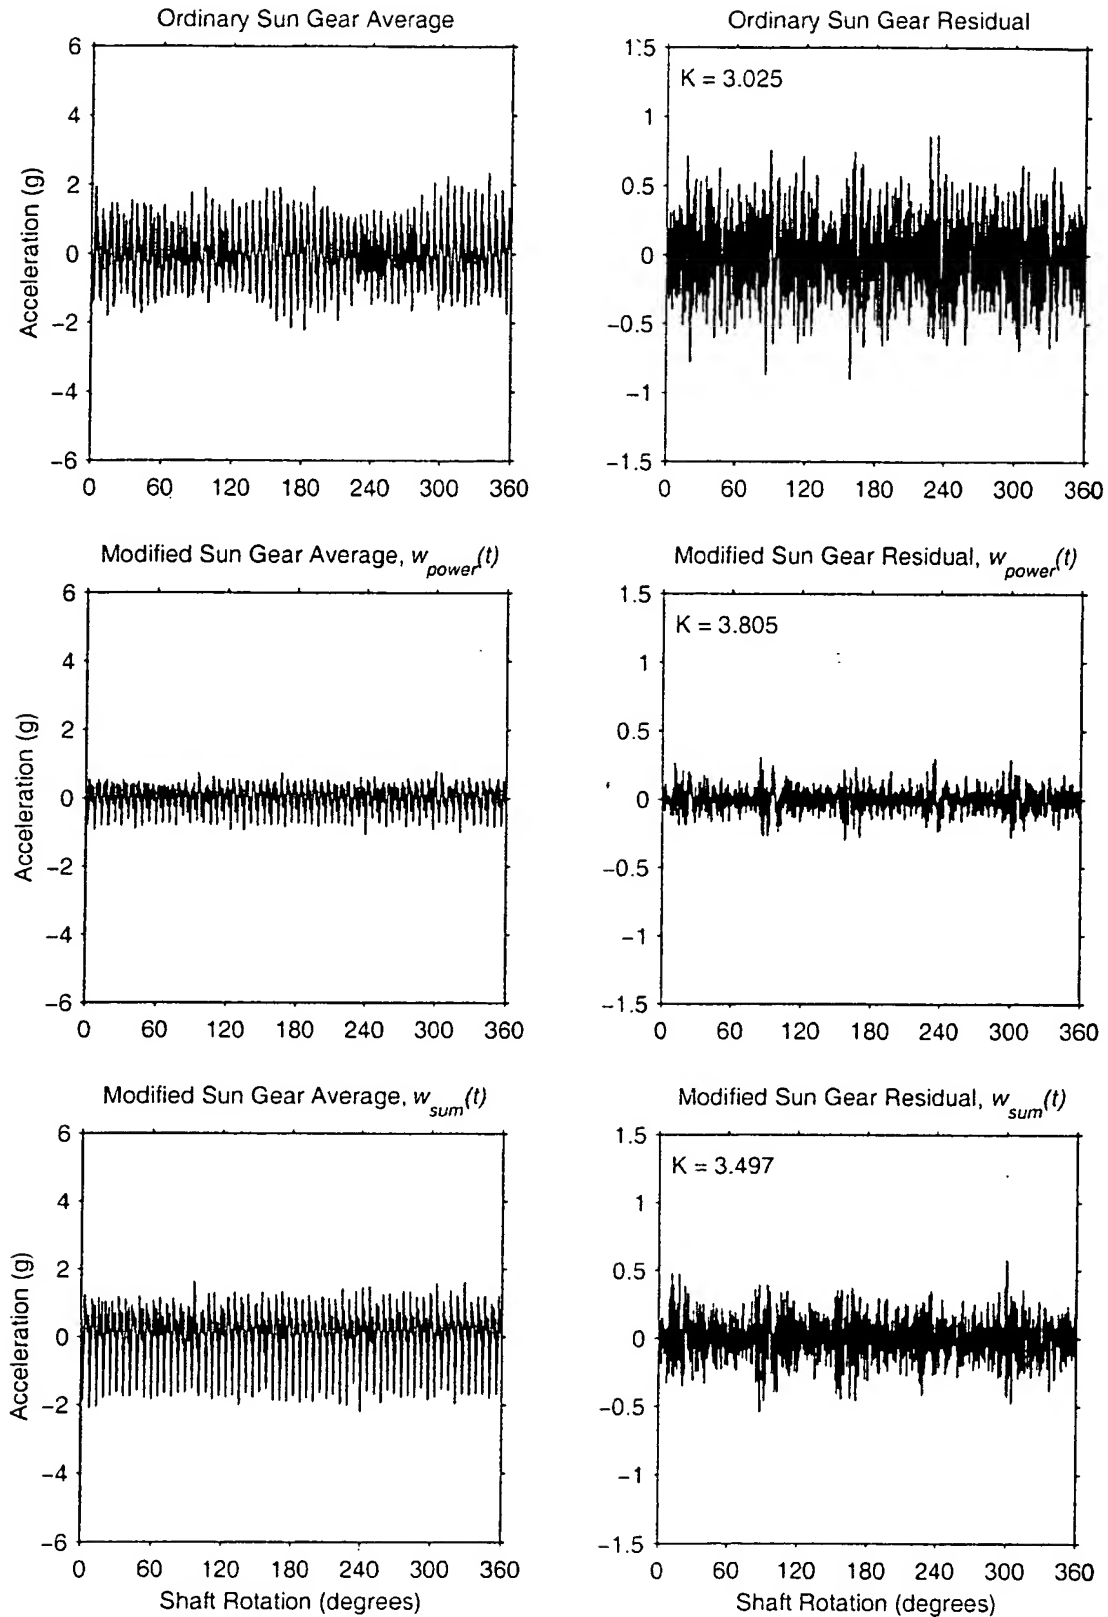 Ordinary Sun Gear Average
6
4
2
0
−2
−4
−6
Acceleration (g)
0 60 120 180 240 300 360
Ordinary Sun Gear Residual
1.5
1
0.5
0
−0.5
−1
−1.5
K = 3.025
0 60 120 180 240 300 360
Modified Sun Gear Average, w_power(t)
6
4
2
0
−2
−4
−6
Acceleration (g)
0 60 120 180 240 300 360
Modified Sun Gear Residual, w_power(t)
1.5
1
0.5
0
−0.5
−1
−1.5
K = 3.805
0 60 120 180 240 300 360
Modified Sun Gear Average, w_sum(t)
6
4
2
0
−2
−4
−6
Acceleration (g)
0 60 120 180 240 300 360
Shaft Rotation (degrees)
Modified Sun Gear Residual, w_sum(t)
1.5
1
0.5
0
−0.5
−1
−1.5
K = 3.497
0 60 120 180 240 300 360
Shaft Rotation (degrees)